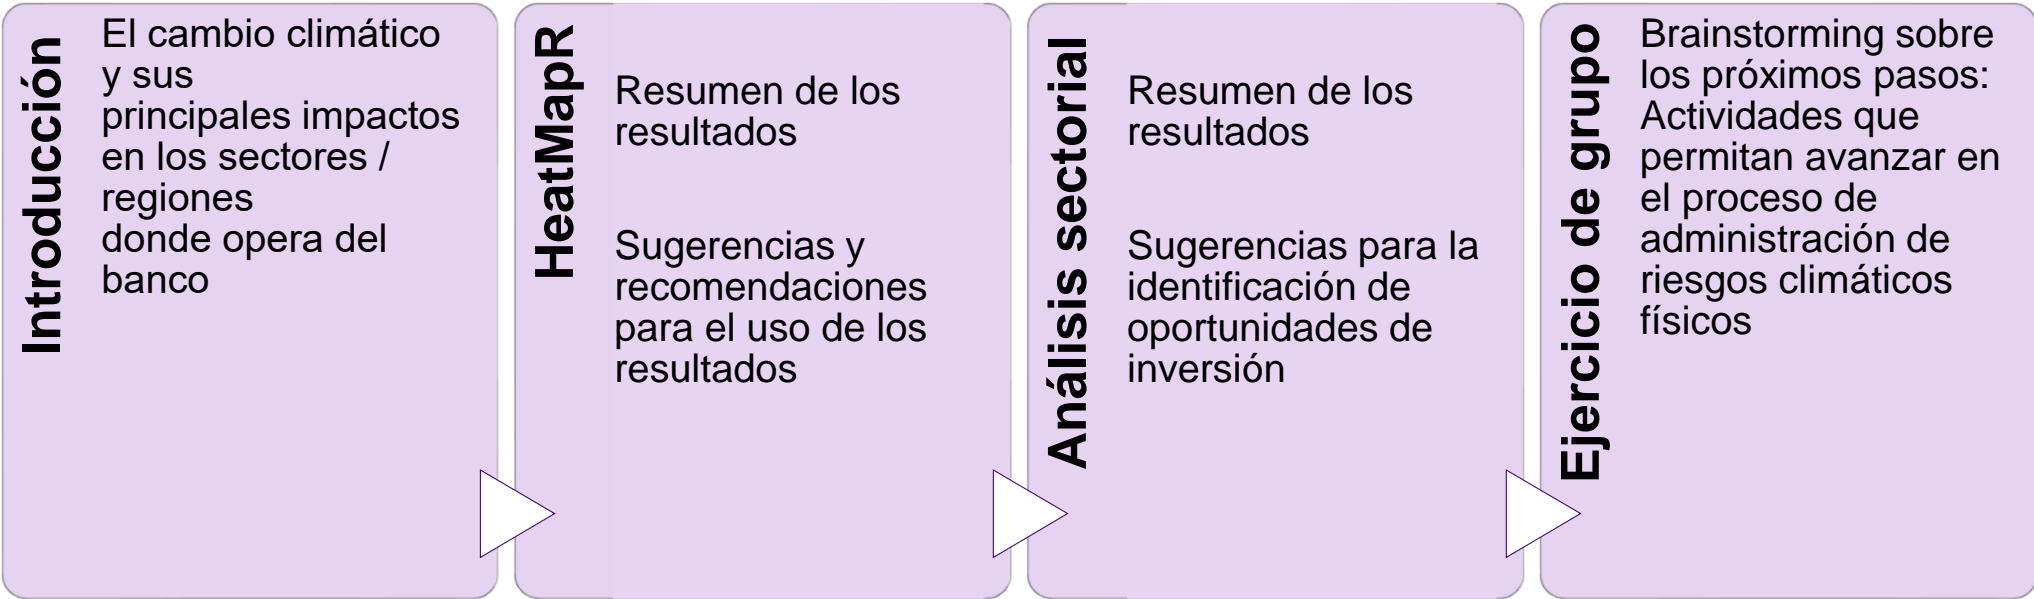 Introducción
El cambio climático
y sus
principales impactos
en los sectores /
regiones
donde opera del
banco
HeatMapR
Resumen de los
resultados
Sugerencias y
recomendaciones
para el uso de los
resultados
Análisis sectorial
Resumen de los
resultados
Sugerencias para la
identificación de
oportunidades de
inversión
Ejercicio de grupo
Brainstorming sobre
los próximos pasos:
Actividades que
permitan avanzar en
el proceso de
administración de
riesgos climáticos
físicos